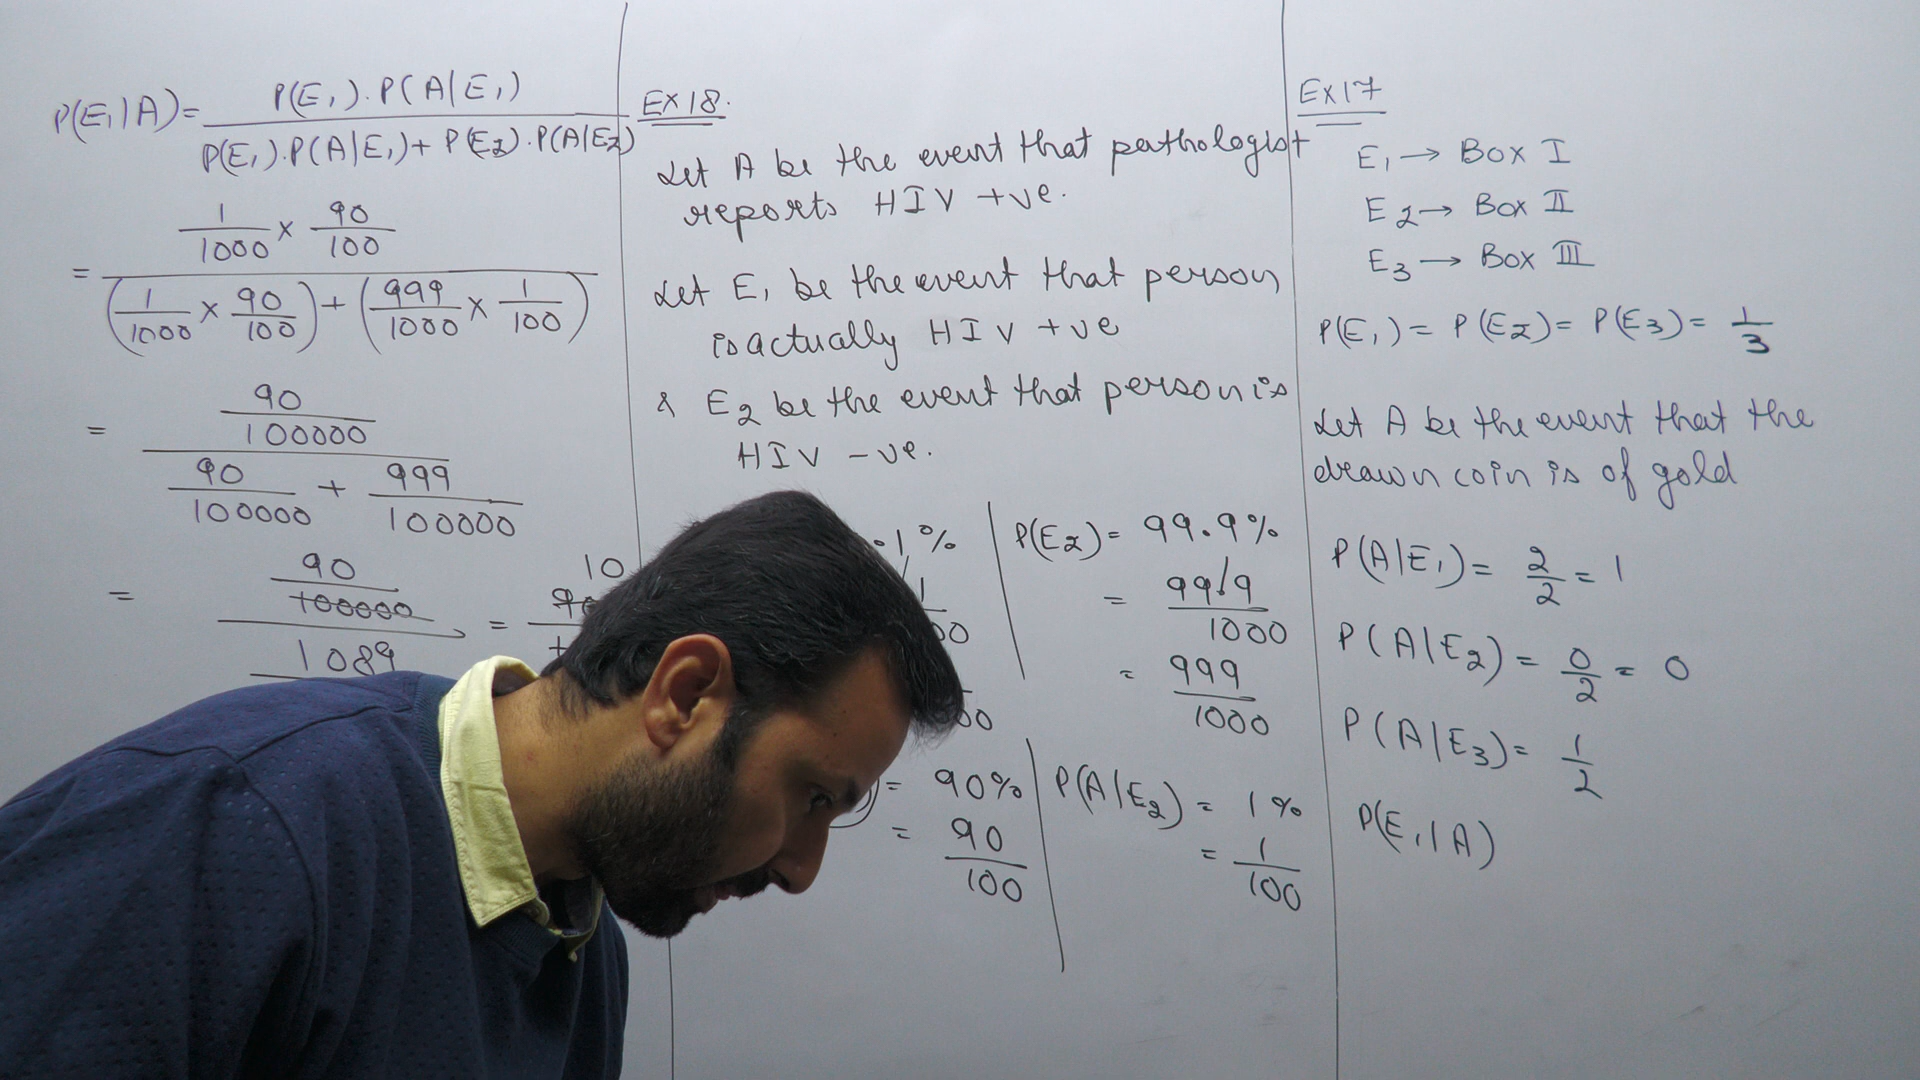 P(E₁|A) = P(E₁).P(A|E₁) / P(E₁).P(A|E₁) + P(E₂).P(A|E₂)
= 1/1000 × 90/100 / (1/1000 × 90/100) + (999/1000 × 1/100)
= 90/100000 / 90/100000 + 999/100000
= 90/100000 / 1089 = 10
EX 18.
Let A be the event that pathologist
reports HIV +ve.
Let E₁ be the event that person
is actually HIV +ve
& E₂ be the event that person is
HIV -ve.
.1%
P(E₂) = 99.9%
= 99.9/1000
= 999/1000
= 90%
= 90/100
P(A|E₂) = 1%
= 1/100
EX 17
E₁ → Box I
E₂ → Box II
E₃ → Box III
P(E₁) = P(E₂) = P(E₃) = 1/3
Let A be the event that the
drawn coin is of gold
P(A|E₁) = 2/2 = 1
P(A|E₂) = 0/2 = 0
P(A|E₃) = 1/2
P(E₁|A)